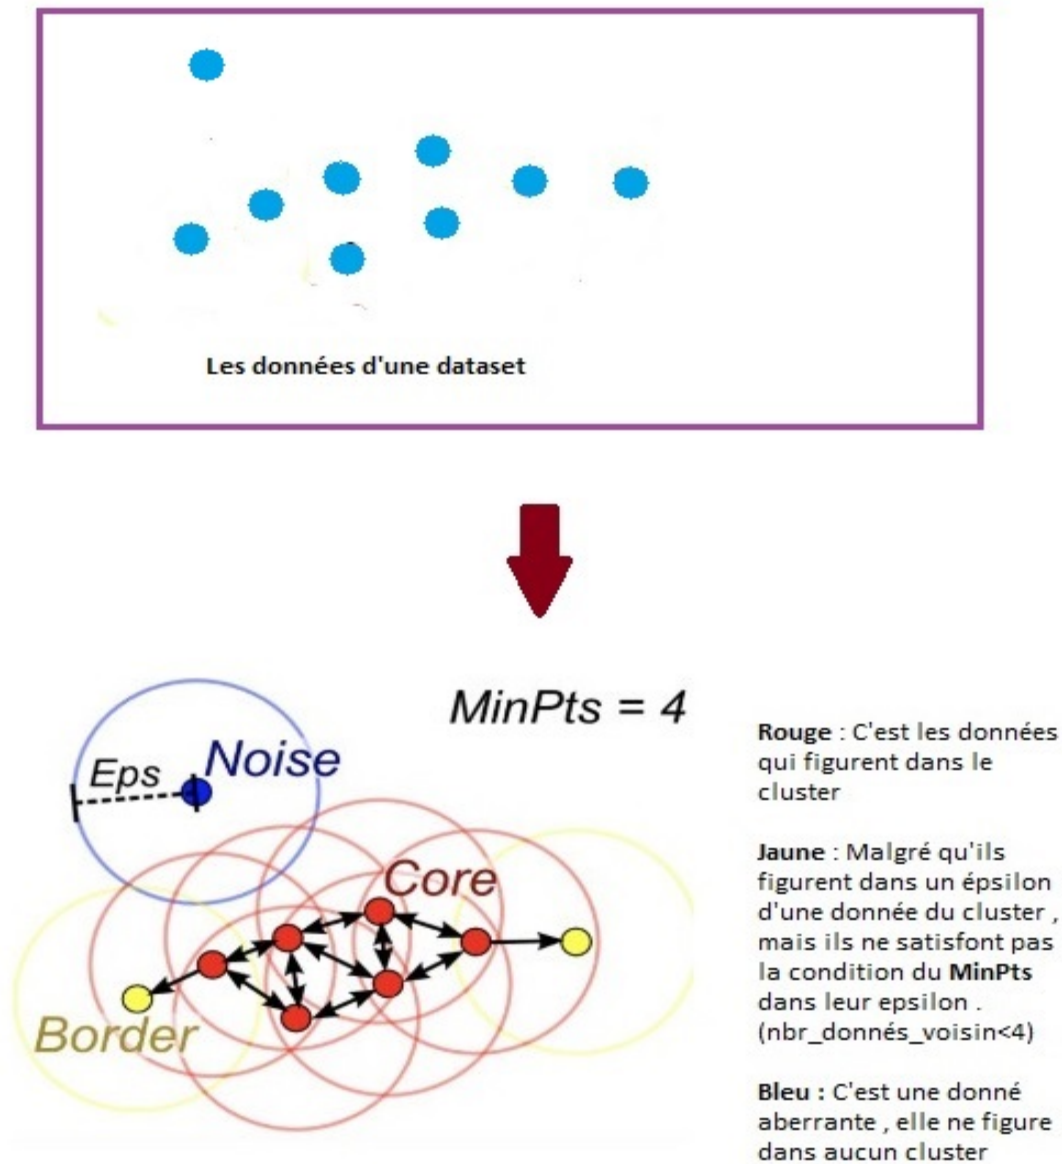 Les données d'une dataset
MinPts = 4
Noise
Eps
Core
Border
Rouge : C'est les données
qui figurent dans le
cluster
Jaune : Malgré qu'ils
figurent dans un épsilon
d'une donnée du cluster ,
mais ils ne satisfont pas
la condition du MinPts
dans leur epsilon .
(nbr_donnés_voisin<4)
Bleu : C'est une donné
aberrante , elle ne figure
dans aucun cluster